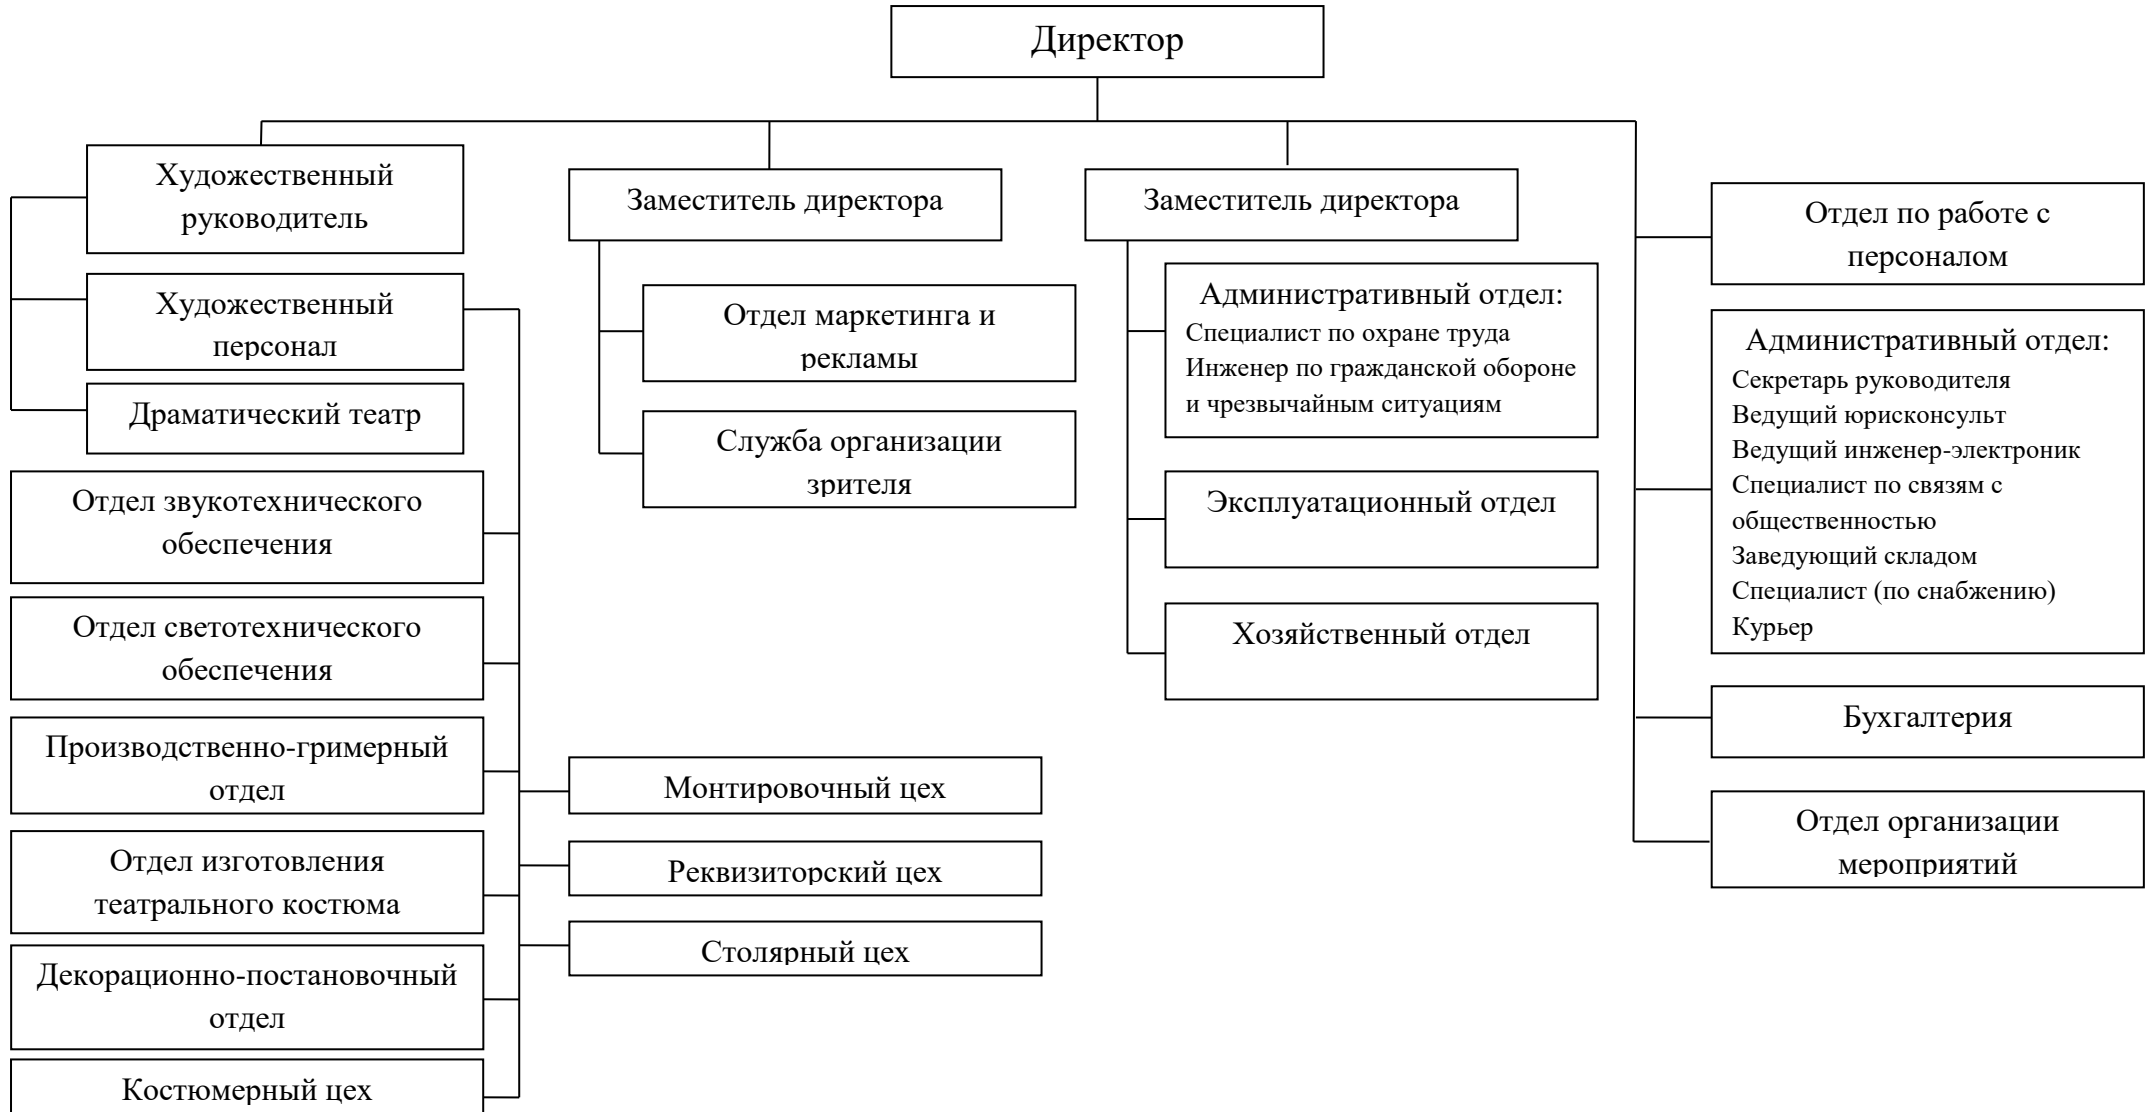 Директор
Художественный
руководитель
Художественный
персонал
Драматический театр
Отдел звукотехнического
обеспечения
Отдел светотехнического
обеспечения
Производственно-гримерный
отдел
Отдел изготовления
театрального костюма
Декорационно-постановочный
отдел
Костюмерный цех
Монтировочный цех
Реквизиторский цех
Столярный цех
Заместитель директора
Отдел маркетинга и
рекламы
Служба организации
зрителя
Заместитель директора
Административный отдел:
Специалист по охране труда
Инженер по гражданской обороне
и чрезвычайным ситуациям
Эксплуатационный отдел
Хозяйственный отдел
Отдел по работе с
персоналом
Административный отдел:
Секретарь руководителя
Ведущий юрисконсульт
Ведущий инженер-электроник
Специалист по связям с
общественностью
Заведующий складом
Специалист (по снабжению)
Курьер
Бухгалтерия
Отдел организации
мероприятий